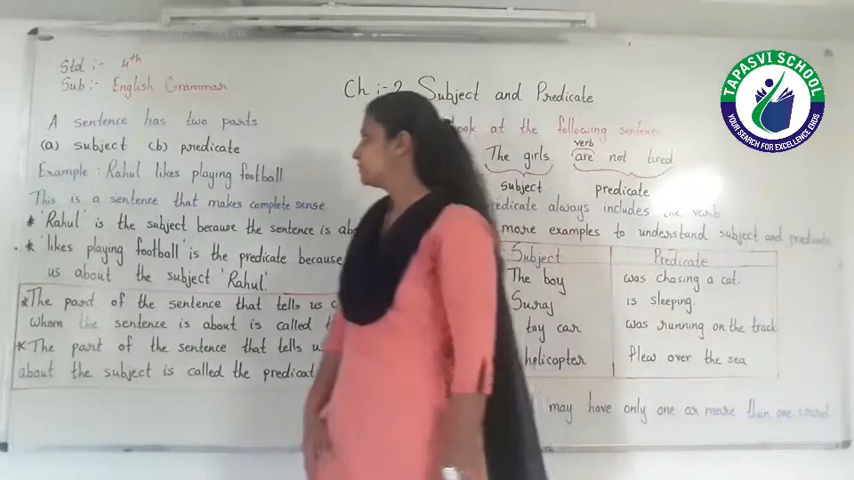 Std :- 4th
Sub :- English Grammar
Ch :- 2 Subject and Predicate
A sentence has two parts
(a) subject (b) predicate
Example : Rahul likes playing football
This is a sentence that makes complete sense
* 'Rahul' is the subject because the sentence is
* 'likes playing football' is the predicate because
us about the subject 'Rahul'.
* The part of the sentence that tells us
whom the sentence is about is called
* The part of the sentence that tells
about the subject is called the
look at the following sentence
verb
The girls are not tired
subject predicate
predicate always includes verb
more examples to understand subject and predicate
Subject Predicate
The boy was chasing a cat.
Suraj is sleeping.
toy car was running on the track
helicopter flew over the sea
may have only one or more than one word
TAPASVI SCHOOL
YOUR SEARCH FOR EXCELLENCE ENDS